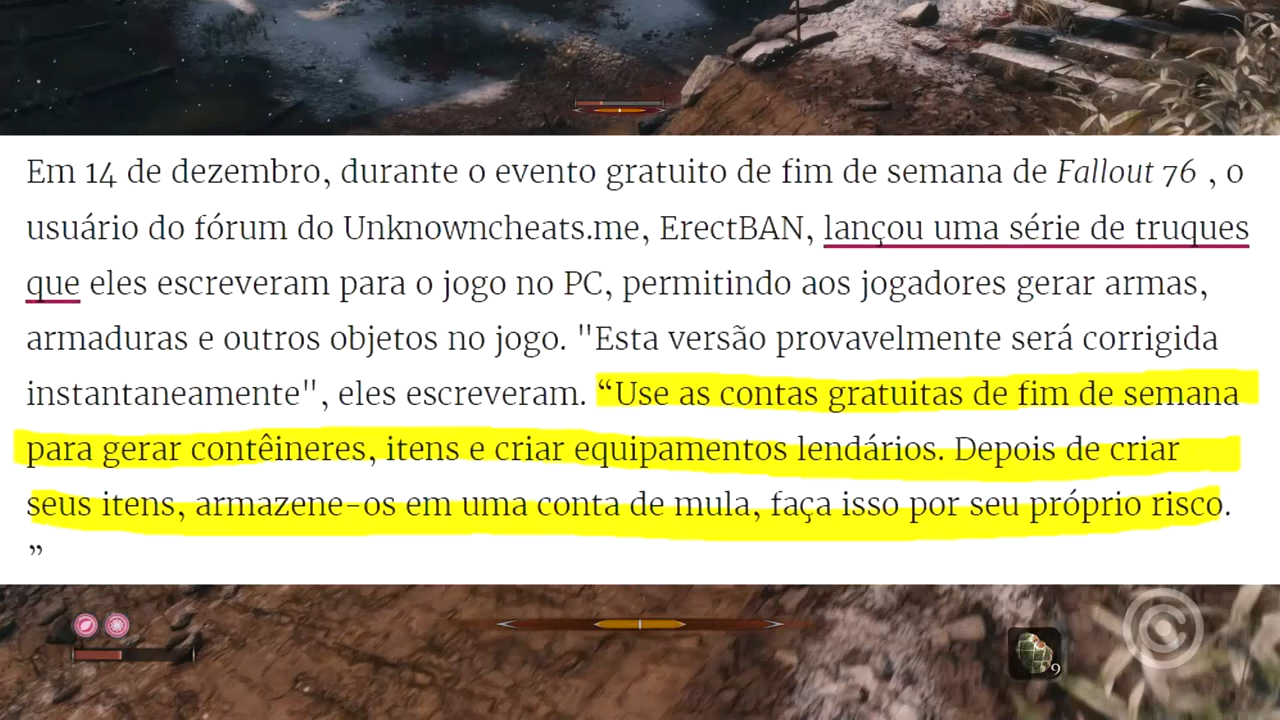 Em 14 de dezembro, durante o evento gratuito de fim de semana de Fallout 76 , o
usuário do fórum do Unknowncheats.me, ErectBAN, lançou uma série de truques
que eles escreveram para o jogo no PC, permitindo aos jogadores gerar armas,
armaduras e outros objetos no jogo. "Esta versão provavelmente será corrigida
instantaneamente", eles escreveram. “Use as contas gratuitas de fim de semana
para gerar contêineres, itens e criar equipamentos lendários. Depois de criar
seus itens, armazene-os em uma conta de mula, faça isso por seu próprio risco.
”
9
©